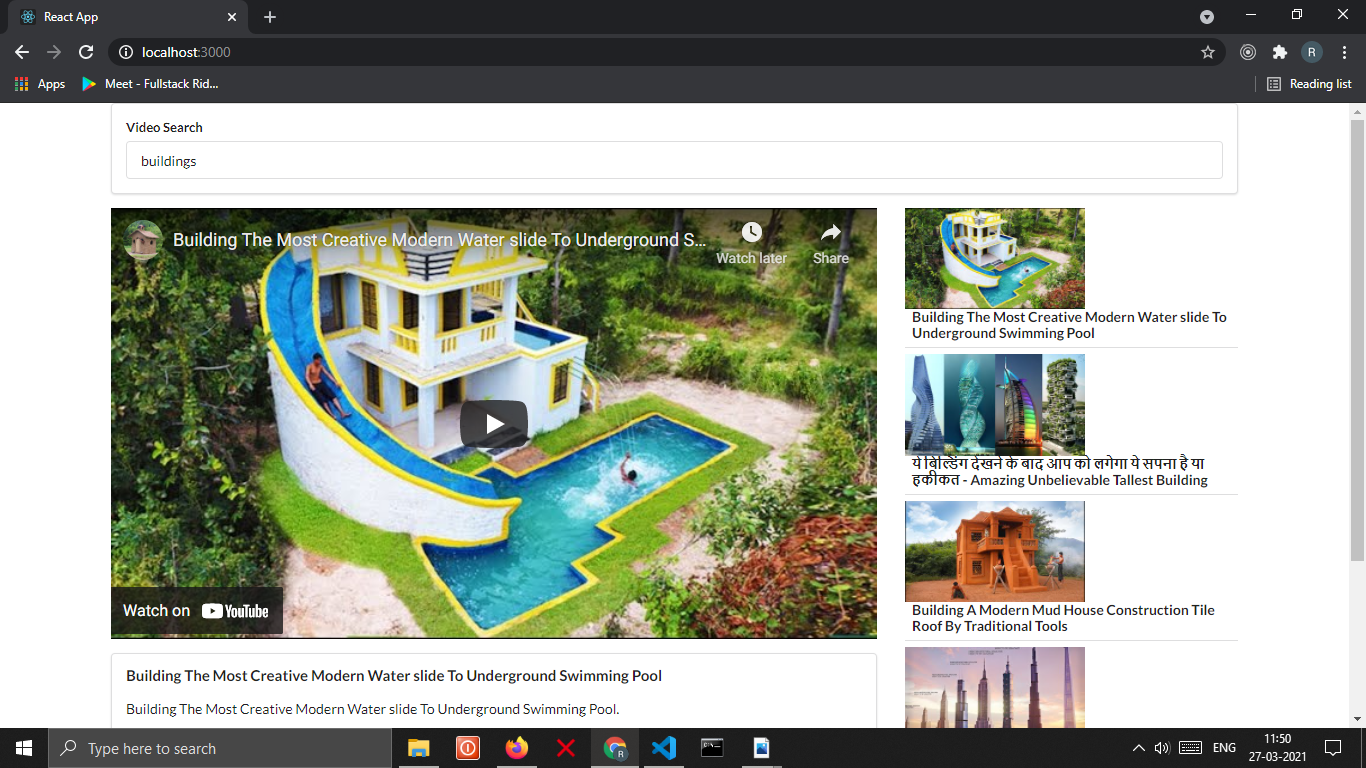 React App
localhost:3000
R
Apps
Meet - Fullstack Rid...
Reading list
Video Search
buildings
Building The Most Creative Modern Water slide To Underground S...
Watch later
Share
Watch on YouTube
Building The Most Creative Modern Water slide To Underground Swimming Pool
Building The Most Creative Modern Water slide To Underground Swimming Pool.
Building The Most Creative Modern Water slide To
Underground Swimming Pool
ये बिल्डिंग देखने के बाद आप को लगेगा ये सपना है या
हकीकत - Amazing Unbelievable Tallest Building
Building A Modern Mud House Construction Tile
Roof By Traditional Tools
Type here to search
R
ENG
11:50
27-03-2021